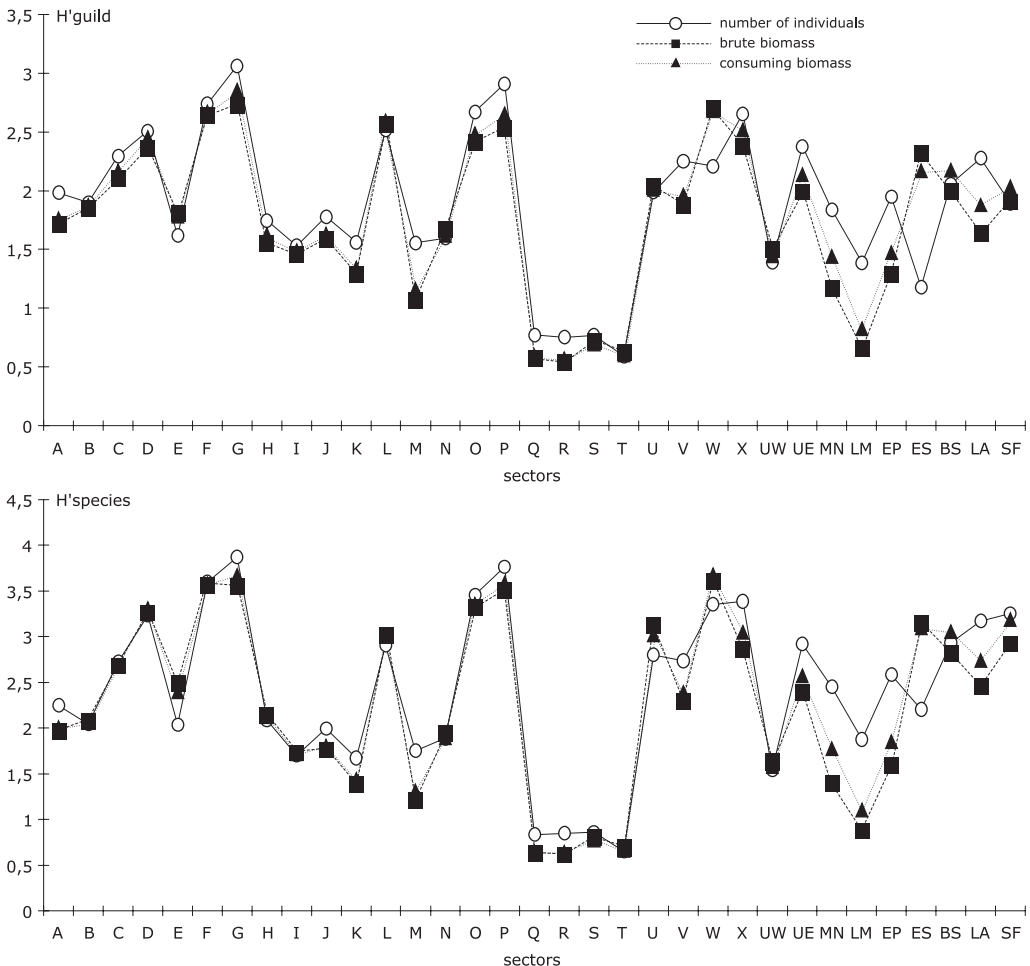 H'guild
3,5
3
2,5
2
1,5
1
0,5
0
number of individuals
brute biomass
consuming biomass
A B C D E F G H I J K L M N O P Q R S T U V W X UW UE MN LM EP ES BS LA SF
sectors
H'species
4,5
4
3,5
3
2,5
2
1,5
1
0,5
0
A B C D E F G H I J K L M N O P Q R S T U V W X UW UE MN LM EP ES BS LA SF
sectors